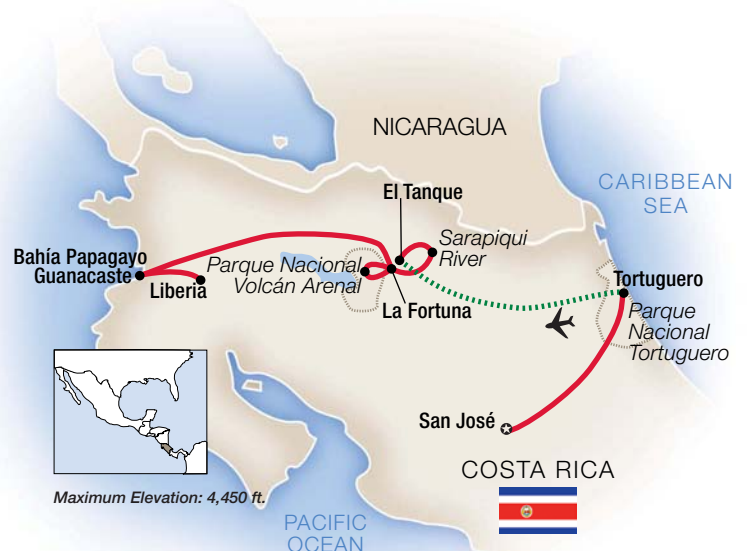 NICARAGUA
CARIBBEAN
SEA
El Tanque
Sarapiqui
River
Bahía Papagayo
Guanacaste
Liberia
Parque Nacional
Volcán Arenal
La Fortuna
Tortuguero
Parque
Nacional
Tortuguero
San José
COSTA RICA
Maximum Elevation: 4,450 ft.
PACIFIC
OCEAN